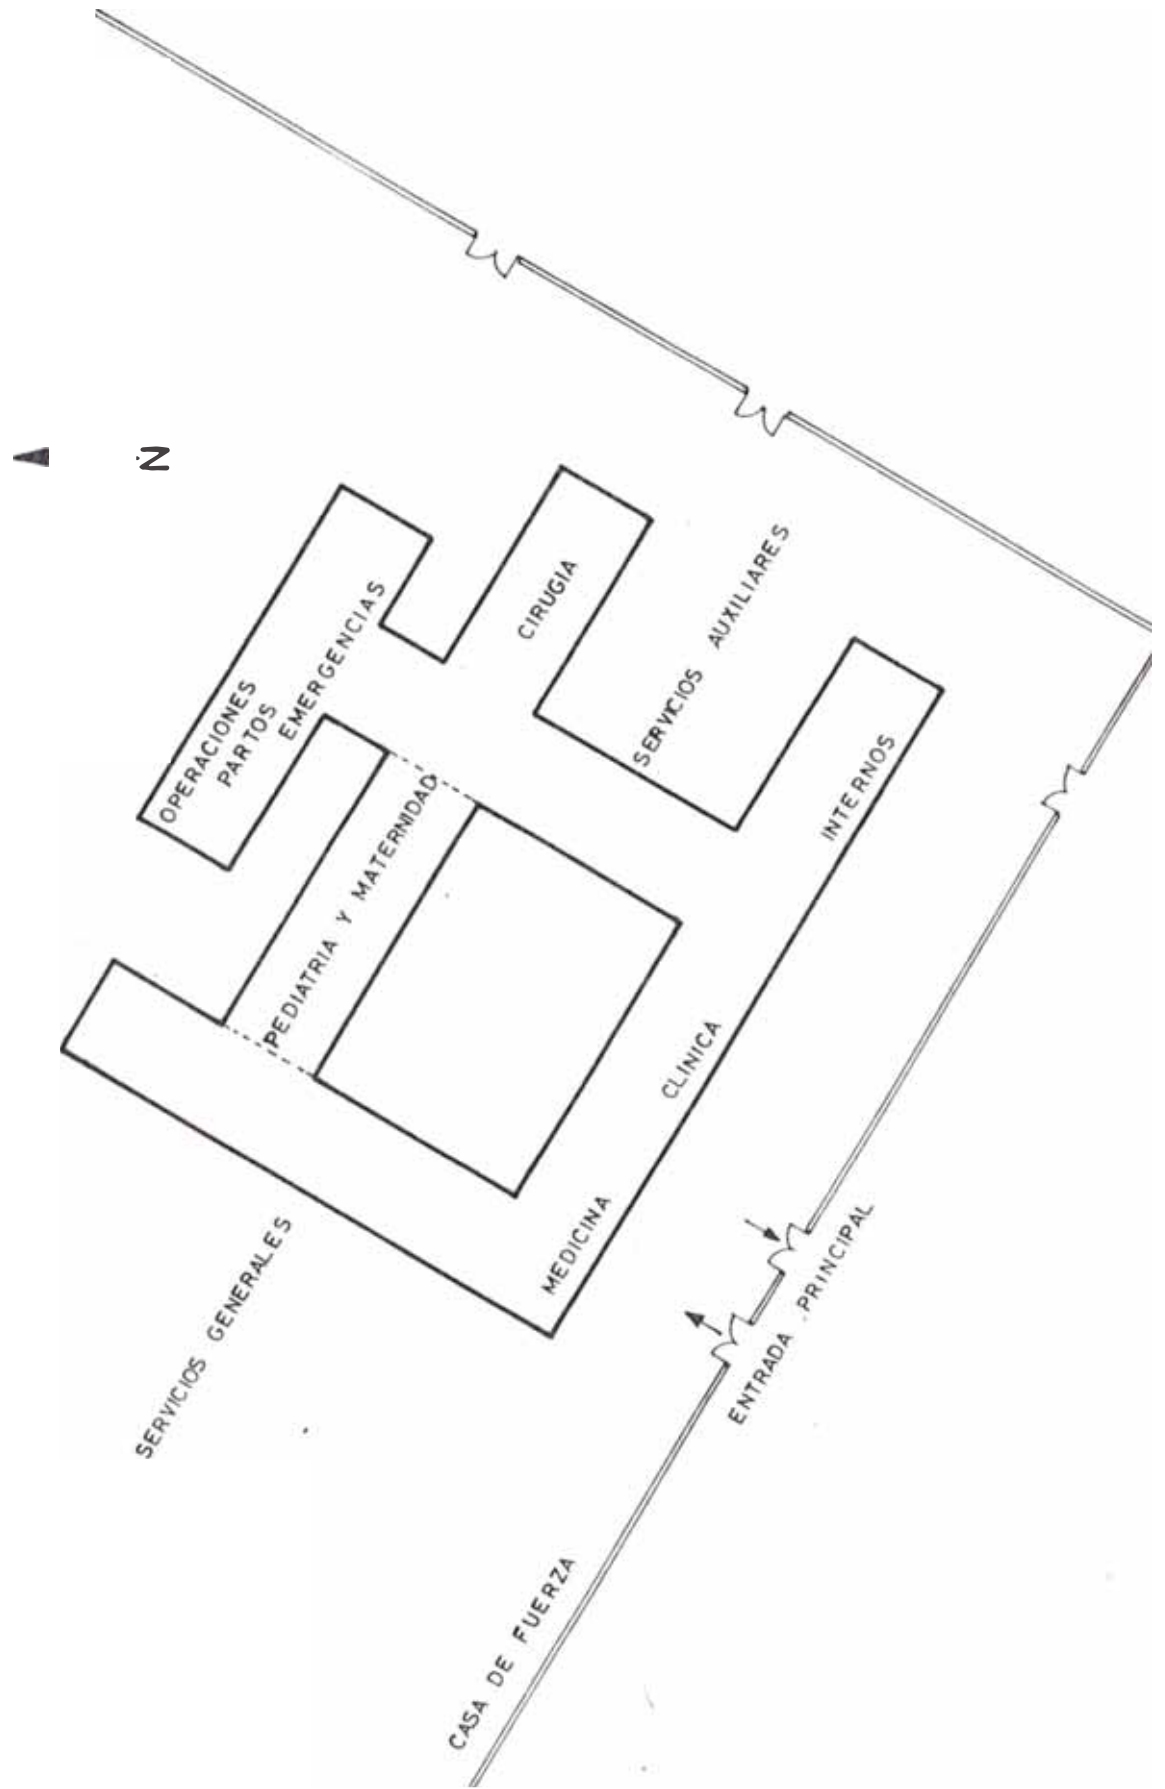 N
OPERACIONES
PARTOS
EMERGENCIAS
CIRUGIA
SERVICIOS AUXILIARES
PEDIATRIA Y MATERNIDAD
MEDICINA CLINICA INTERNOS
SERVICIOS GENERALES
ENTRADA PRINCIPAL
CASA DE FUERZA